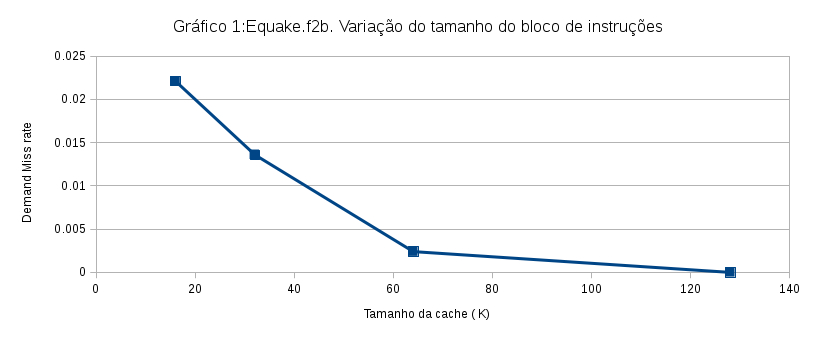 Gráfico 1:Equake.f2b. Variação do tamanho do bloco de instruções
0.025
0.02
0.015
0.01
0.005
0
Demand Miss rate
0 20 40 60 80 100 120 140
Tamanho da cache ( K)